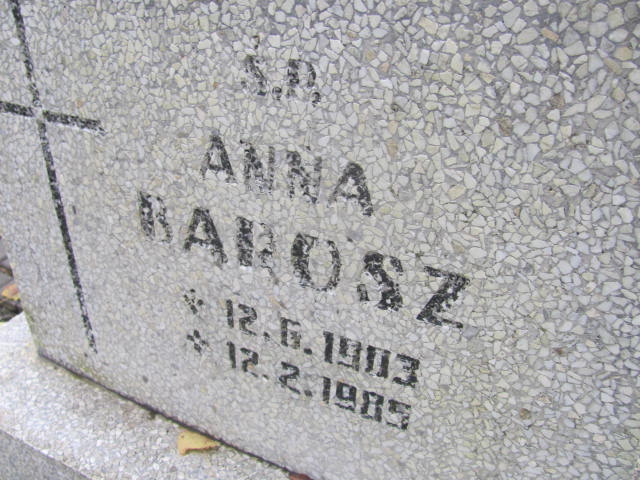 Ś.P.
ANNA
BAROSZ
* 12.6.1903
+ 12.2.1985